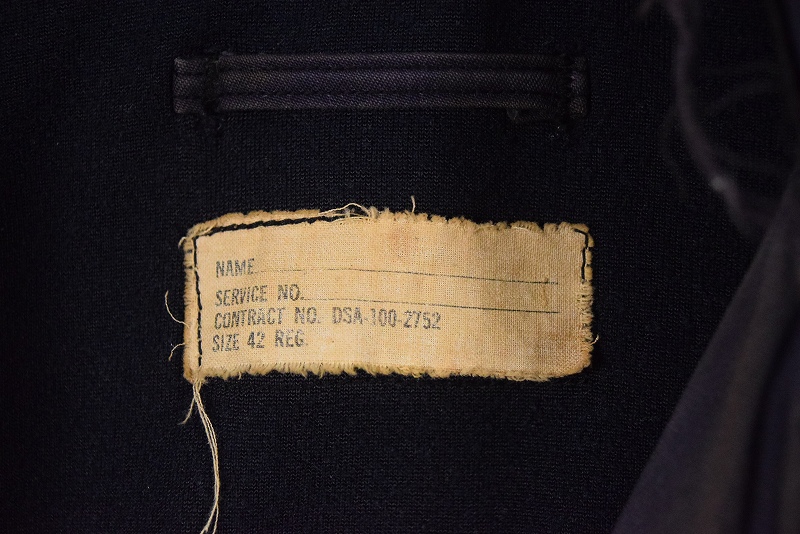 NAME
SERVICE NO.
CONTRACT NO. DSA-100-2752
SIZE 42 REG.